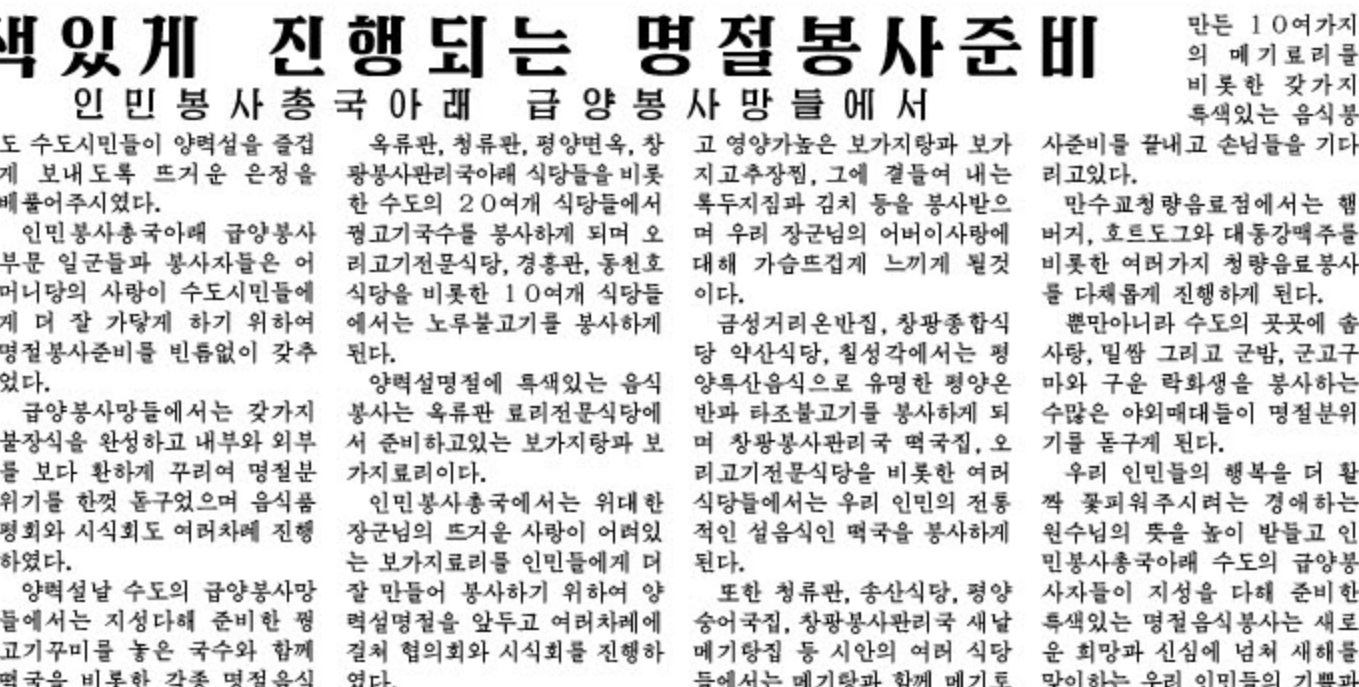 색있게 진행되는 명절봉사준비
인민봉사총국아래 급양봉사망들에서
도 수도시민들이 양력설을 즐겁
게 보내도록 뜨거운 은정을
베풀어주시였다.
인민봉사총국아래 급양봉사
부문 일군들과 봉사자들은 어
머니당의 사랑이 수도시민들에
게 더 잘 가닿게 하기 위하여
명절봉사준비를 빈틈없이 갖추
었다.
급양봉사망들에서는 갖가지
불장식을 완성하고 내부와 외부
를 보다 환하게 꾸리여 명절분
위기를 한껏 돋구었으며 음식품
평회와 시식회도 여러차례 진행
하였다.
양력설날 수도의 급양봉사망
들에서는 지성다해 준비한 꿩
고기꾸미를 놓은 국수와 함께
떡국을 비롯한 각종 명절음식
옥류관, 청류관, 평양면옥, 창
광봉사관리국아래 식당들을 비롯
한 수도의 20여개 식당들에서
꿩고기국수를 봉사하게 되며 오
리고기전문식당, 경흥관, 동천호
식당을 비롯한 10여개 식당들
에서는 노루불고기를 봉사하게
된다.
양력설명절에 특색있는 음식
봉사는 옥류관 료리전문식당에
서 준비하고있는 보가지탕과 보
가지료리이다.
인민봉사총국에서는 위대한
장군님의 뜨거운 사랑이 어려있
는 보가지료리를 인민들에게 더
잘 만들어 봉사하기 위하여 양
력설명절을 앞두고 여러차례에
걸쳐 협의회와 시식회를 진행하
였다.
고 영양가높은 보가지탕과 보가
지고추장찜, 그에 곁들여 내는
록두지짐과 김치 등을 봉사받으
며 우리 장군님의 어버이사랑에
대해 가슴뜨겁게 느끼게 될것
이다.
금성거리온반집, 창광종합식
당 약산식당, 칠성각에서는 평
양특산음식으로 유명한 평양온
반과 타조불고기를 봉사하게 되
며 창광봉사관리국 떡국집, 오
리고기전문식당을 비롯한 여러
식당들에서는 우리 인민의 전통
적인 설음식인 떡국을 봉사하게
된다.
또한 청류관, 송산식당, 평양
숭어국집, 창광봉사관리국 새날
메기탕집 등 시안의 여러 식당
들에서는 메기탕과 함께 메기로
만든 10여가지
의 메기료리를
비롯한 갖가지
특색있는 음식봉
사준비를 끝내고 손님들을 기다
리고있다.
만수교청량음료점에서는 햄
버거, 호트도그와 대동강맥주를
비롯한 여러가지 청량음료봉사
를 다채롭게 진행하게 된다.
뿐만아니라 수도의 곳곳에 솜
사탕, 밀쌈 그리고 군밤, 군고구
마와 구운 락화생을 봉사하는
수많은 야외매대들이 명절분위
기를 돋구게 된다.
우리 인민들의 행복을 더 활
짝 꽃피워주시려는 경애하는
원수님의 뜻을 높이 받들고 인
민봉사총국아래 수도의 급양봉
사자들이 지성을 다해 준비한
특색있는 명절음식봉사는 새로
운 희망과 신심에 넘쳐 새해를
맞이하는 우리 인민들의 기쁨과